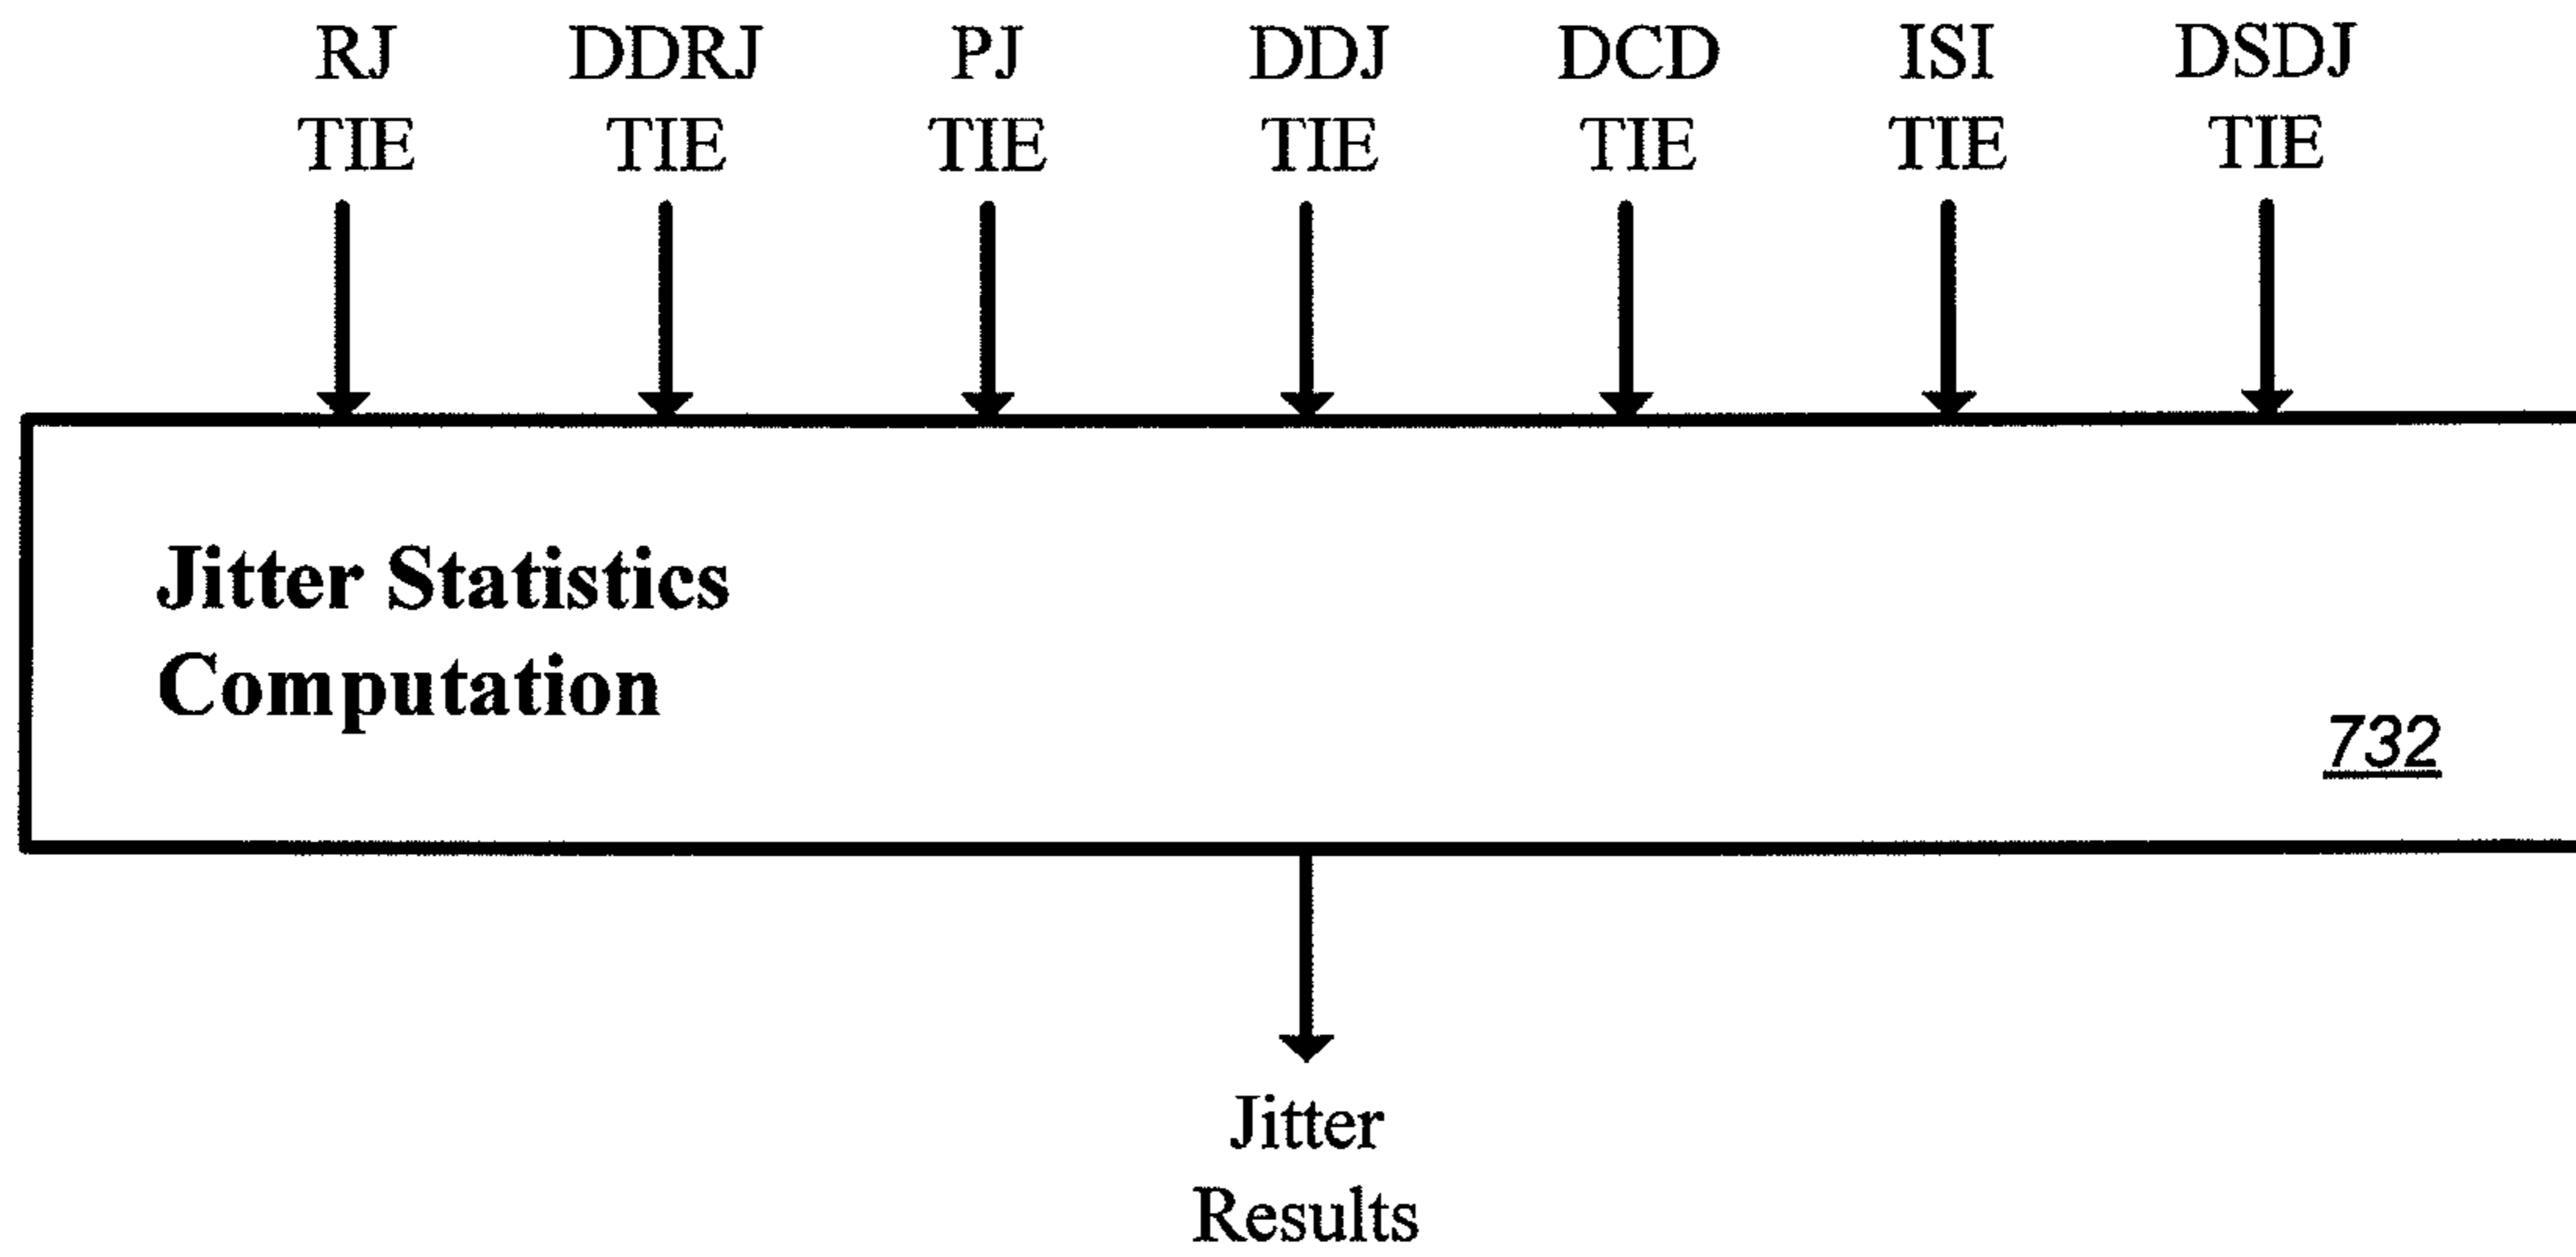 RJ DDRJ PJ DDJ DCD ISI DSDJ
TIE TIE TIE TIE TIE TIE TIE
Jitter Statistics
Computation
732
Jitter
Results